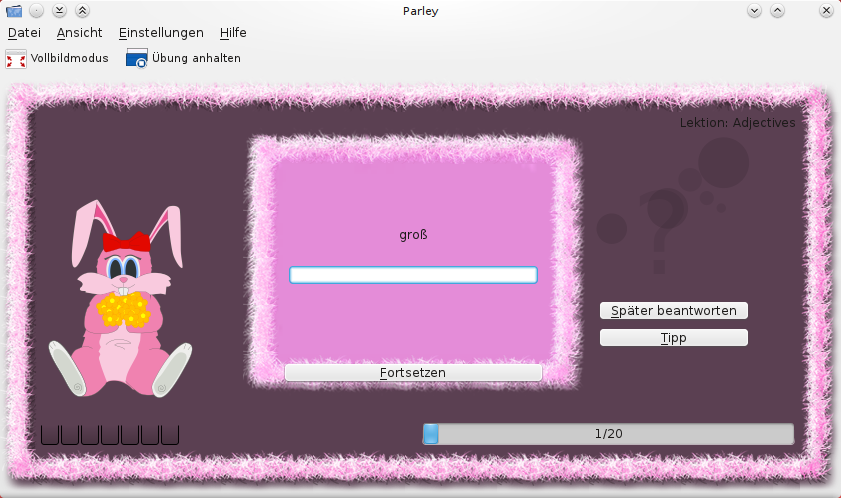 Parley
Datei Ansicht Einstellungen Hilfe
Vollbildmodus Übung anhalten
Lektion: Adjectives
groß
Später beantworten
Tipp
Fortsetzen
1/20